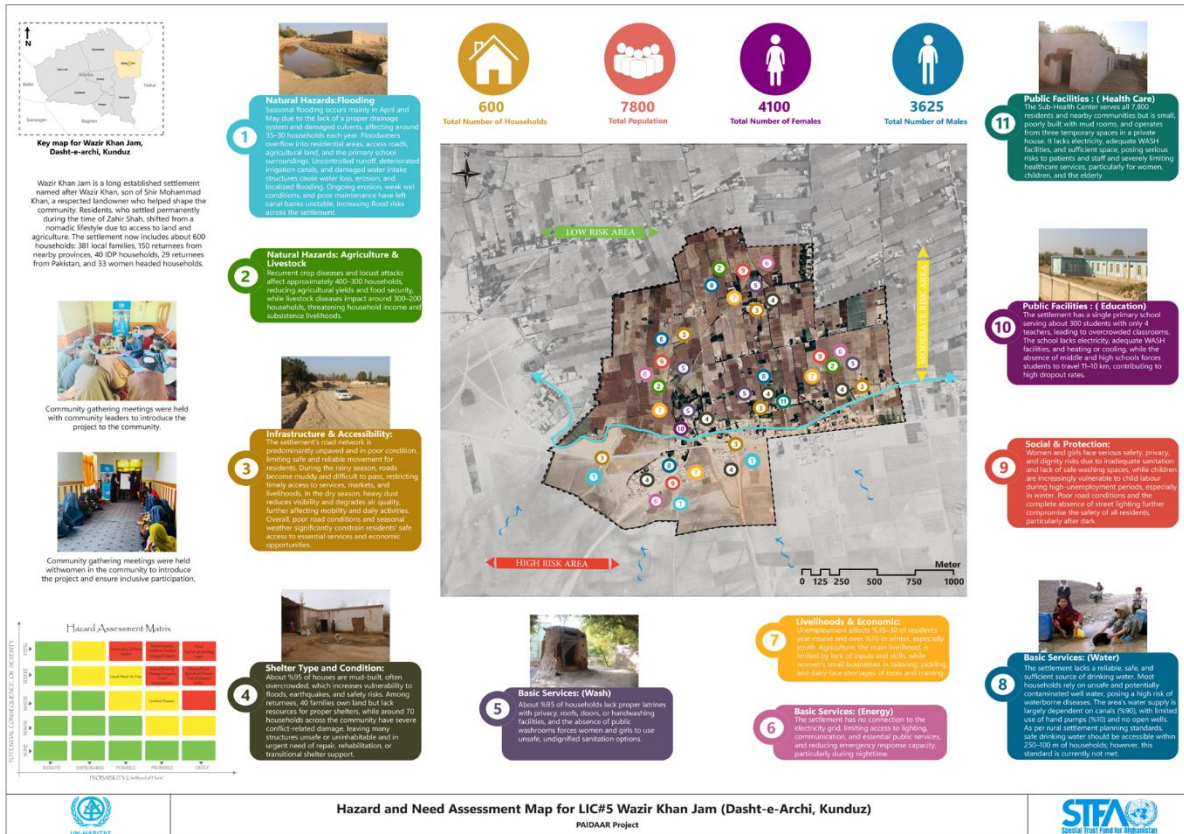 N
Key map for Wazir Khan Jam,
Dasht-e-archi, Kunduz
Wazir Khan Jam is a long established settlement
named after Wazir Khan, son of Shir Mohammad
Khan, a respected landowner who helped shape the
community. Residents, who settled permanently
during the time of Zahir Shah, shifted from a
nomadic lifestyle due to access to land and
agriculture. The settlement now includes about 600
households: 381 local families, 150 returnees from
nearby provinces, 40 IDP households, 29 returnees
from Pakistan, and 33 women headed households.
Community gathering meetings were held
with community leaders to introduce the
project to the community.
Community gathering meetings were held
withwomen in the community to introduce
the project and ensure inclusive participation.
Hazard Assessment Matrix
POTENTIAL CONSEQUENCE OR SEVERITY
REMOTE
IMPROBABLE
POSSIBLE
PROBABLE
PROBABILITY
1
Natural Hazards:Flooding
Seasonal flooding occurs mainly in April and
May due to the lack of a proper drainage
system and damaged culverts, affecting around
35–30 households each year. Floodwaters
overflow into residential areas, access roads,
agricultural land, and the primary school
surroundings. Uncontrolled runoff, deteriorated
irrigation canals, and damaged water intake
structures cause water loss, erosion, and
localized flooding. Ongoing erosion, weak soil
conditions, and poor maintenance have left
canal banks unstable, increasing flood risks
across the settlement.
2
Natural Hazards: Agriculture &
Livestock
Recurrent crop diseases and locust attacks
affect approximately 400–300 households,
reducing agricultural yields and food security,
while livestock diseases impact around 300–200
households, threatening household income and
subsistence livelihoods.
3
Infrastructure & Accessibility:
The settlement's road network is
predominantly unpaved and in poor condition,
limiting safe and reliable movement for
residents. During the rainy season, roads
become muddy and difficult to pass, restricting
timely access to services, markets, and
livelihoods. In the dry season, heavy dust
reduces visibility and degrades air quality,
further affecting mobility and daily activities.
Overall, poor road conditions and seasonal
weather significantly constrain residents' safe
access to essential services and economic
opportunities.
4
Shelter Type and Condition:
About %95 of houses are mud-built, often
overcrowded, which increases vulnerability to
floods, earthquakes, and safety risks. Among
returnees, 40 families own land but lack
resources for proper shelters, while around 70
households across the community have severe
conflict-related damage, leaving many
structures unsafe or uninhabitable and in
urgent need of repair, rehabilitation, or
transitional shelter support.
600
Total Number of Households
7800
Total Population
4100
Total Number of Females
3625
Total Number of Males
LOW RISK AREA
MODERATE RISK AREA
HIGH RISK AREA
Meter
0 125 250 500 750 1000
5
Basic Services: (Wash)
About %95 of households lack proper latrines
with privacy, roofs, doors, or handwashing
facilities, and the absence of public
washrooms forces women and girls to use
unsafe, undignified sanitation options.
7
Livelihoods & Economic:
Unemployment affects %35–30 of residents
year-round and over %70 in winter, especially
youth. Agriculture, the main livelihood, is
limited by lack of inputs and skills, while
women's small businesses in tailoring, pickling,
and dairy face shortages of tools and training.
6
Basic Services: (Energy)
The settlement has no connection to the
electricity grid, limiting access to lighting,
communication, and essential public services,
and reducing emergency response capacity,
particularly during nighttime.
11
Public Facilities : ( Health Care)
The Sub-Health Center serves all 7,800
residents and nearby communities but is small,
poorly built with mud rooms, and operates
from three temporary spaces in a private
house. It lacks electricity, adequate WASH
facilities, and sufficient space, posing serious
risks to patients and staff and severely limiting
healthcare services, particularly for women,
children, and the elderly.
10
Public Facilities : ( Education)
The settlement has a single primary school
serving about 300 students with only 4
teachers, leading to overcrowded classrooms.
The school lacks electricity, adequate WASH
facilities, and heating or cooling, while the
absence of middle and high schools forces
students to travel 11–10 km, contributing to
high dropout rates.
9
Social & Protection:
Women and girls face serious safety, privacy,
and dignity risks due to inadequate sanitation
and lack of safe washing spaces, while children
are increasingly vulnerable to child labour
during high-unemployment periods, especially
in winter. Poor road conditions and the
complete absence of street lighting further
compromise the safety of all residents,
particularly after dark.
8
Basic Services: (Water)
The settlement lacks a reliable, safe, and
sufficient source of drinking water. Most
households rely on unsafe and potentially
contaminated well water, posing a high risk of
waterborne diseases. The area's water supply is
largely dependent on canals (%90), with limited
use of hand pumps (%10) and no open wells.
As per rural settlement planning standards,
safe drinking water should be accessible within
250–100 m of households; however, this
standard is currently not met.
UN-HABITAT
Hazard and Need Assessment Map for LIC#5 Wazir Khan Jam (Dasht-e-Archi, Kunduz)
PAIDAAR Project
STFA
Special Trust Fund for Afghanistan